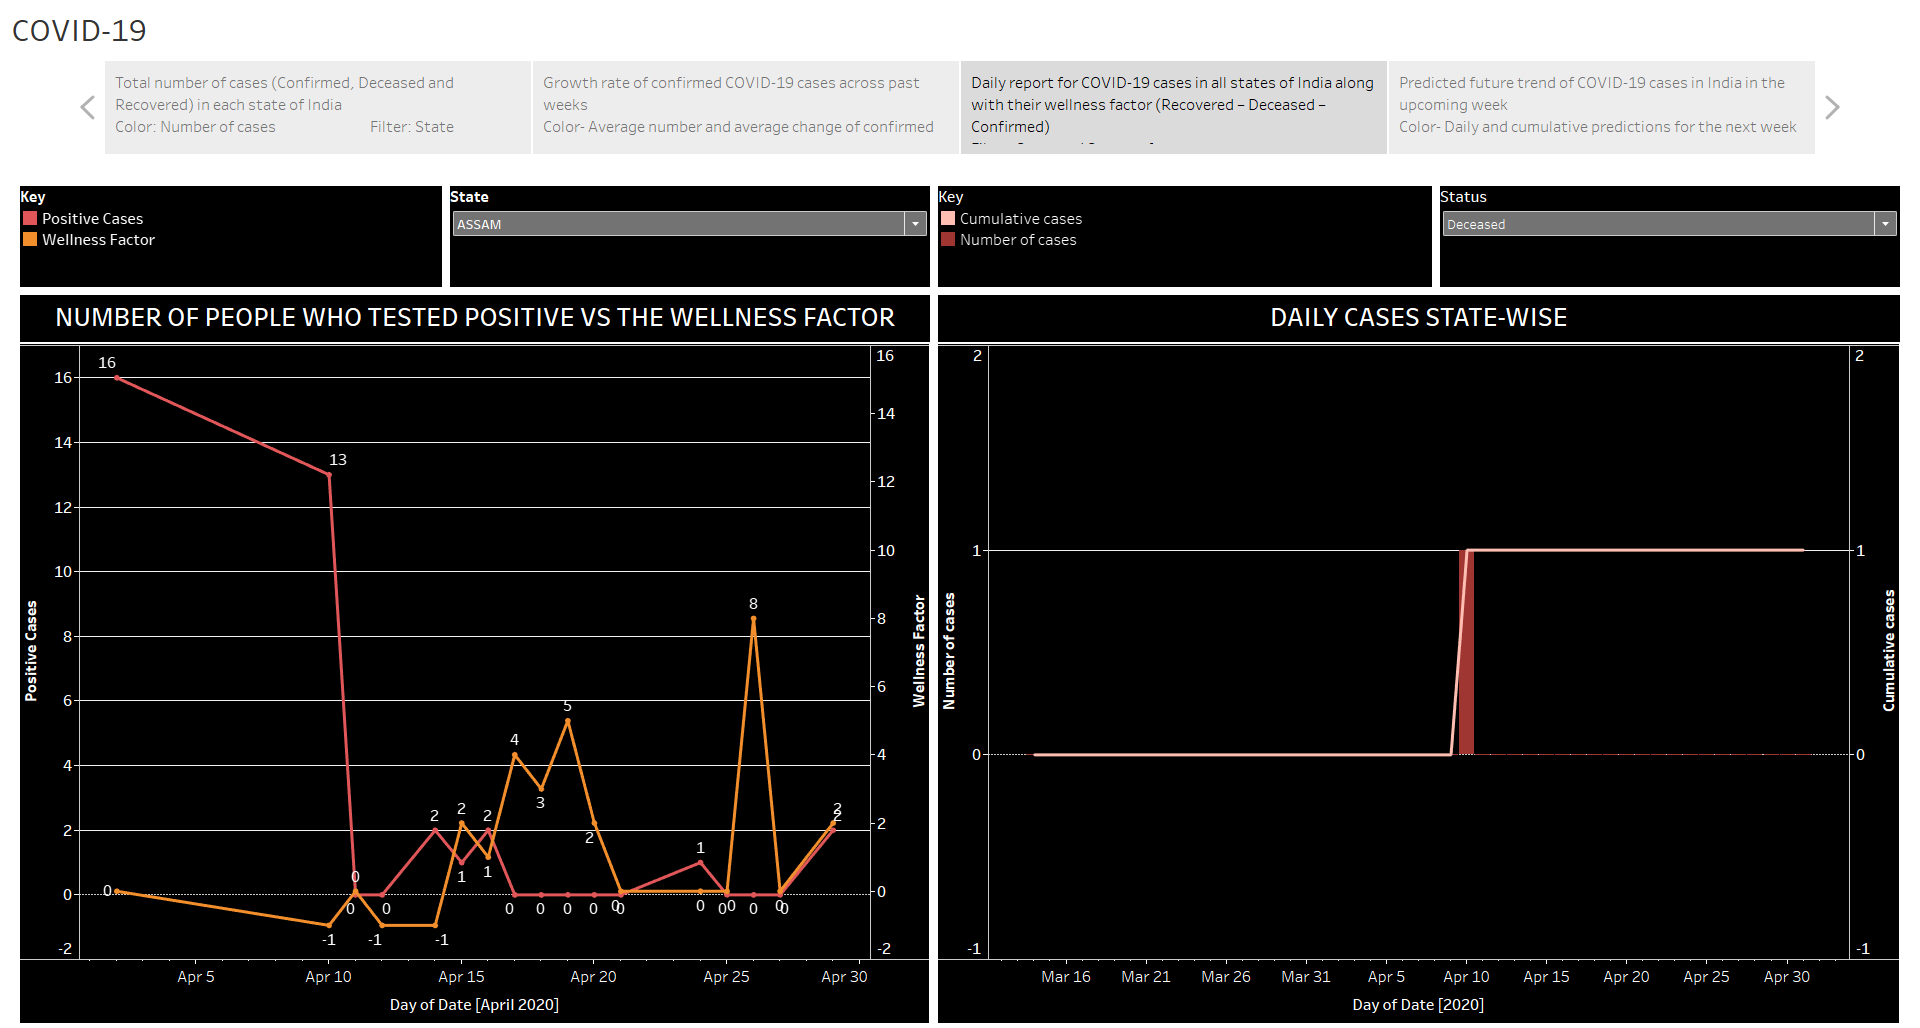 COVID-19
Total number of cases (Confirmed, Deceased and
Recovered) in each state of India
Color: Number of cases Filter: State
Growth rate of confirmed COVID-19 cases across past
weeks
Color- Average number and average change of confirmed
Daily report for COVID-19 cases in all states of India along
with their wellness factor (Recovered – Deceased –
Confirmed)
Predicted future trend of COVID-19 cases in India in the
upcoming week
Color- Daily and cumulative predictions for the next week
Key
Positive Cases
Wellness Factor
State
ASSAM
Key
Cumulative cases
Number of cases
Status
Deceased
NUMBER OF PEOPLE WHO TESTED POSITIVE VS THE WELLNESS FACTOR
Positive Cases
16
14
12
10
8
6
4
2
0
-2
16
13
0
0
0
0
-1
-1
-1
2
2
2
1
1
4
3
5
2
0
0
0
0
0
0
1
0
0
0
8
0
0
0
2
2
16
14
12
10
8
6
4
2
0
-2
Wellness Factor
Apr 5 Apr 10 Apr 15 Apr 20 Apr 25 Apr 30
Day of Date [April 2020]
DAILY CASES STATE-WISE
Number of cases
2
1
0
-1
2
1
0
-1
Cumulative cases
Mar 16 Mar 21 Mar 26 Mar 31 Apr 5 Apr 10 Apr 15 Apr 20 Apr 25 Apr 30
Day of Date [2020]